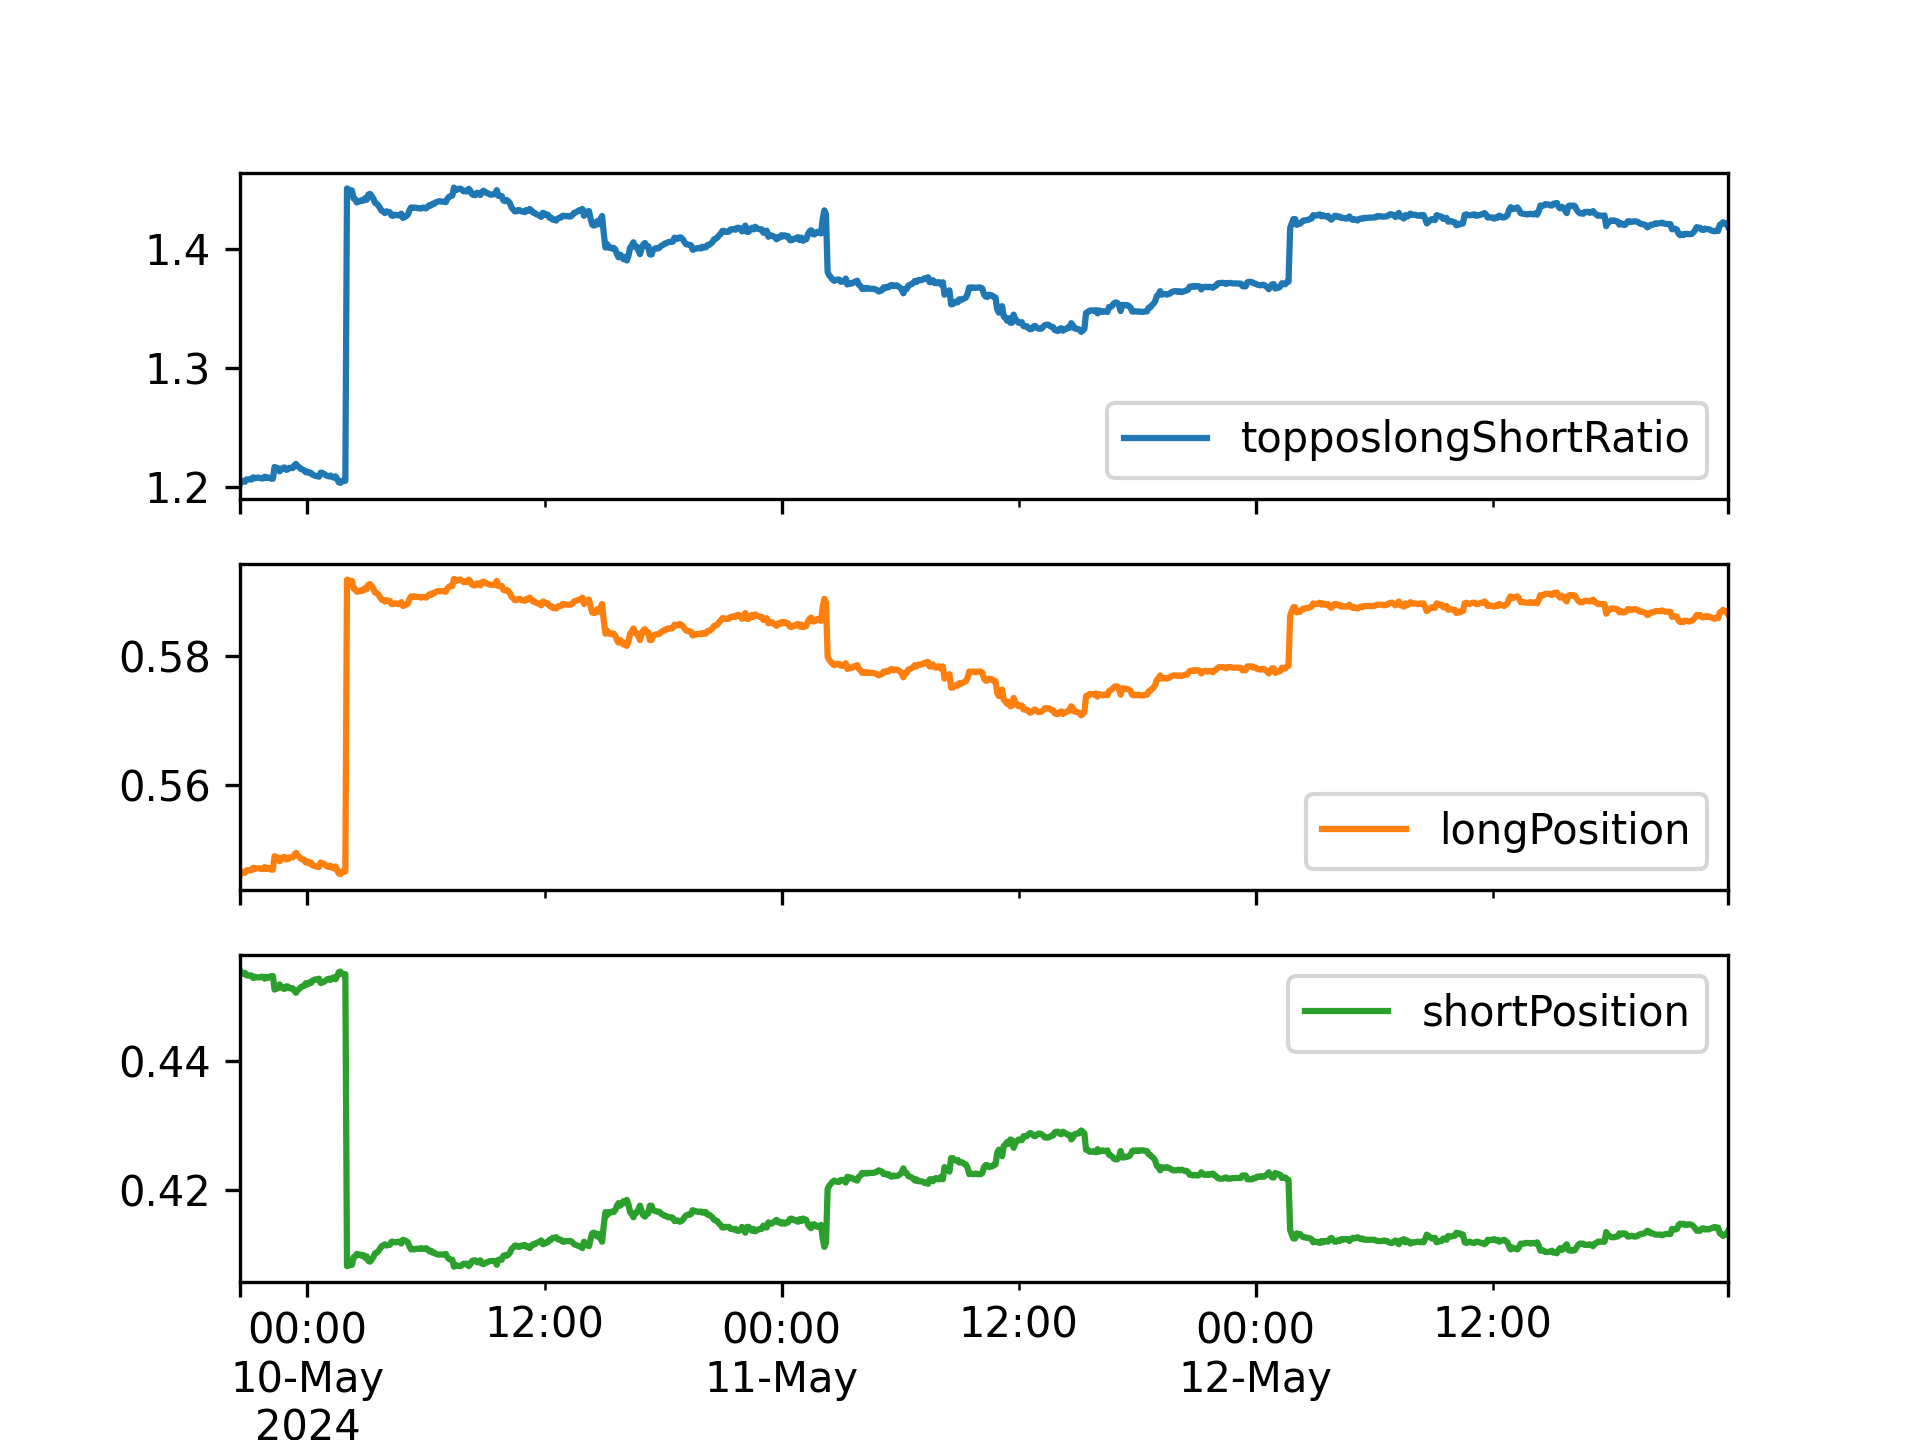 1.4
1.3
1.2
topposlongShortRatio
0.58
0.56
longPosition
0.44
0.42
shortPosition
00:00 12:00 00:00 12:00 00:00 12:00
10-May 11-May 12-May
2024